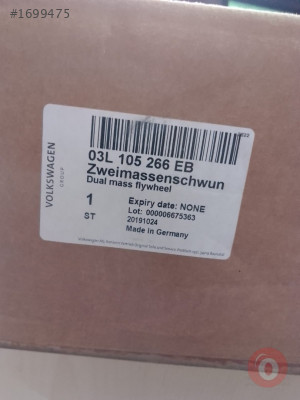 #1699475
VOLKSWAGEN
GROUP
03L 105 266 EB
Zweimassenschwun
Dual mass flywheel
1
ST
Expiry date: NONE
Lot: 000006675363
20191024
Made in Germany